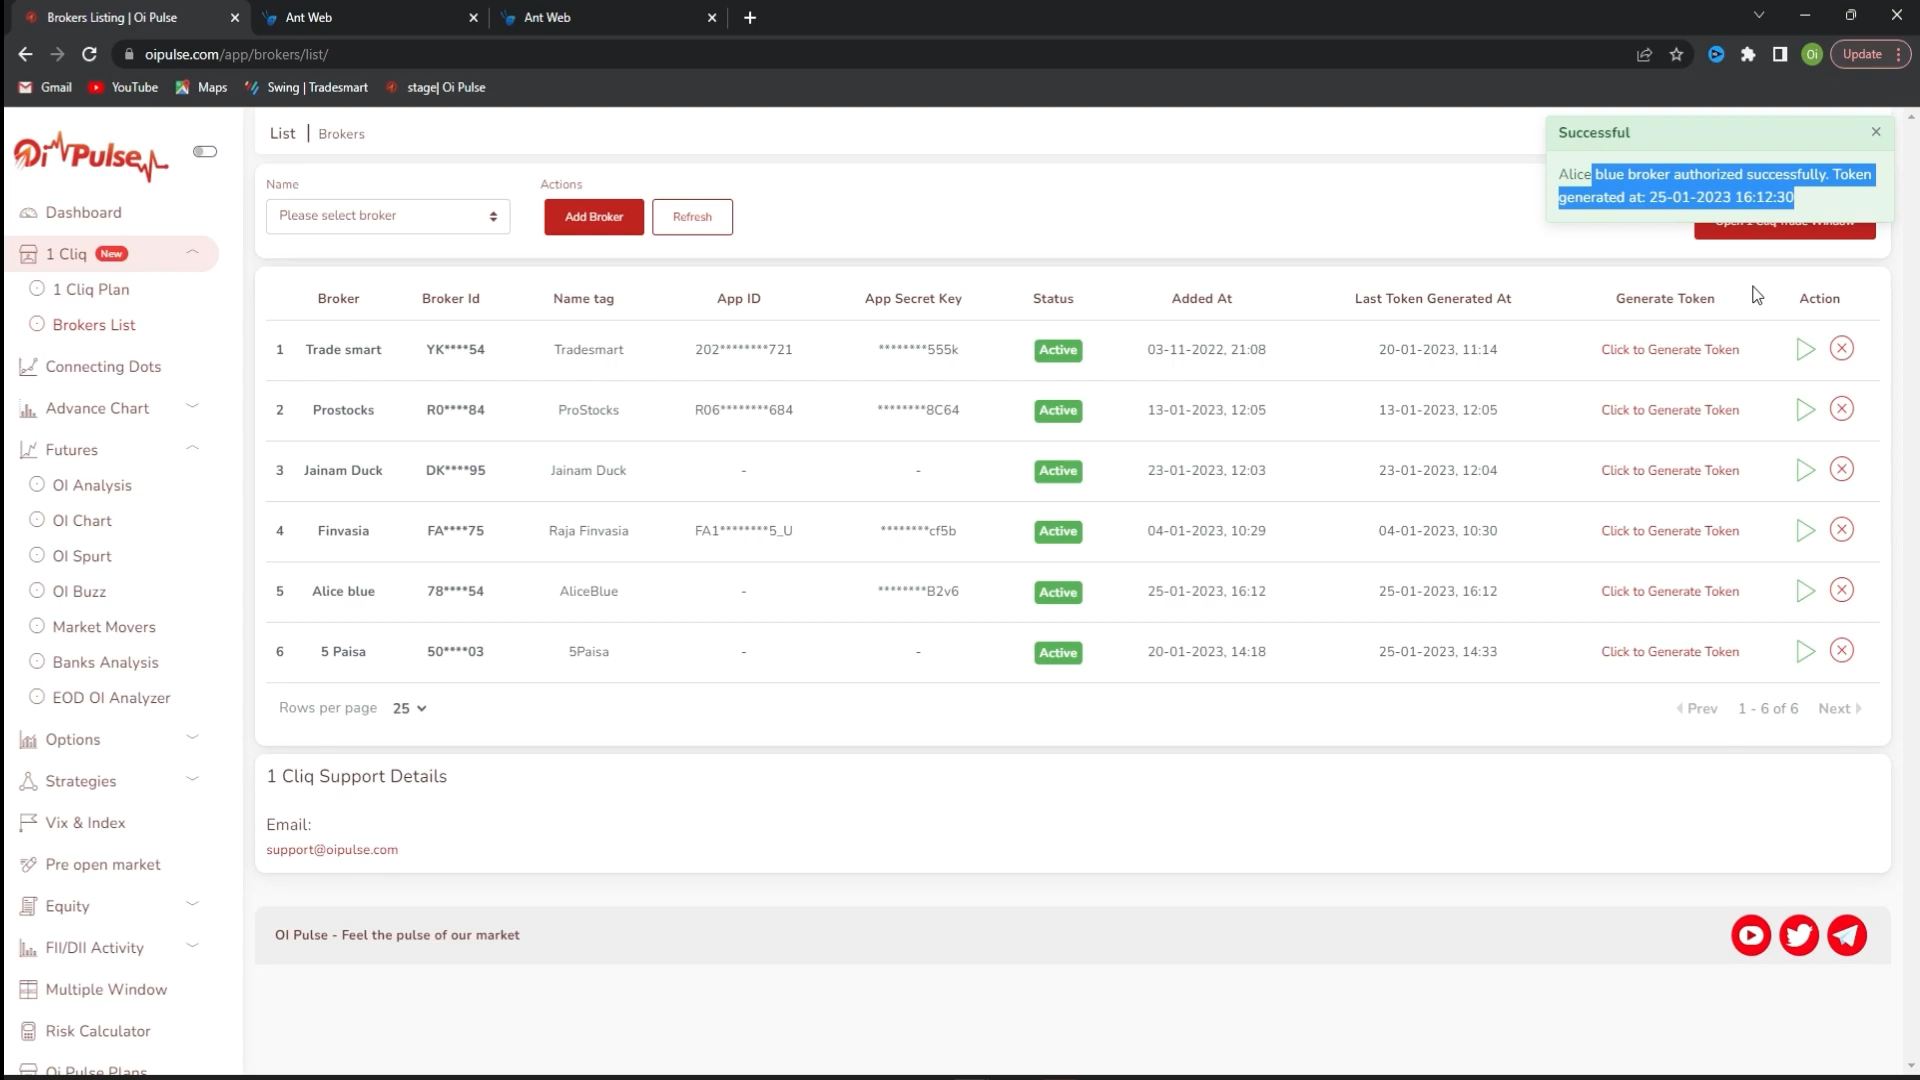 Brokers Listing | Oi Pulse
Ant Web
Ant Web
oipulse.com/app/brokers/list/
Oi
Update
Gmail
YouTube
Maps
Swing | Tradesmart
stage| Oi Pulse
Oi Pulse
List | Brokers
Successful
Alice blue broker authorized successfully. Token
generated at: 25-01-2023 16:12:30
Open 1 Cliq Trade Window
Name
Please select broker
Actions
Add Broker
Refresh
Dashboard
1 Cliq New
1 Cliq Plan
Brokers List
Connecting Dots
Advance Chart
Futures
OI Analysis
OI Chart
OI Spurt
OI Buzz
Market Movers
Banks Analysis
EOD OI Analyzer
Options
Strategies
Vix & Index
Pre open market
Equity
FII/DII Activity
Multiple Window
Risk Calculator
Oi Pulse Plans
Broker Broker Id Name tag App ID App Secret Key Status Added At Last Token Generated At Generate Token Action
1 Trade smart YK****54 Tradesmart 202********721 ********555k Active 03-11-2022, 21:08 20-01-2023, 11:14 Click to Generate Token
2 Prostocks R0****84 ProStocks R06********684 ********8C64 Active 13-01-2023, 12:05 13-01-2023, 12:05 Click to Generate Token
3 Jainam Duck DK****95 Jainam Duck - - Active 23-01-2023, 12:03 23-01-2023, 12:04 Click to Generate Token
4 Finvasia FA****75 Raja Finvasia FA1********5_U ********cf5b Active 04-01-2023, 10:29 04-01-2023, 10:30 Click to Generate Token
5 Alice blue 78****54 AliceBlue - ********B2v6 Active 25-01-2023, 16:12 25-01-2023, 16:12 Click to Generate Token
6 5 Paisa 50****03 5Paisa - - Active 20-01-2023, 14:18 25-01-2023, 14:33 Click to Generate Token
Rows per page 25
Prev 1 - 6 of 6 Next
1 Cliq Support Details
Email:
support@oipulse.com
OI Pulse - Feel the pulse of our market